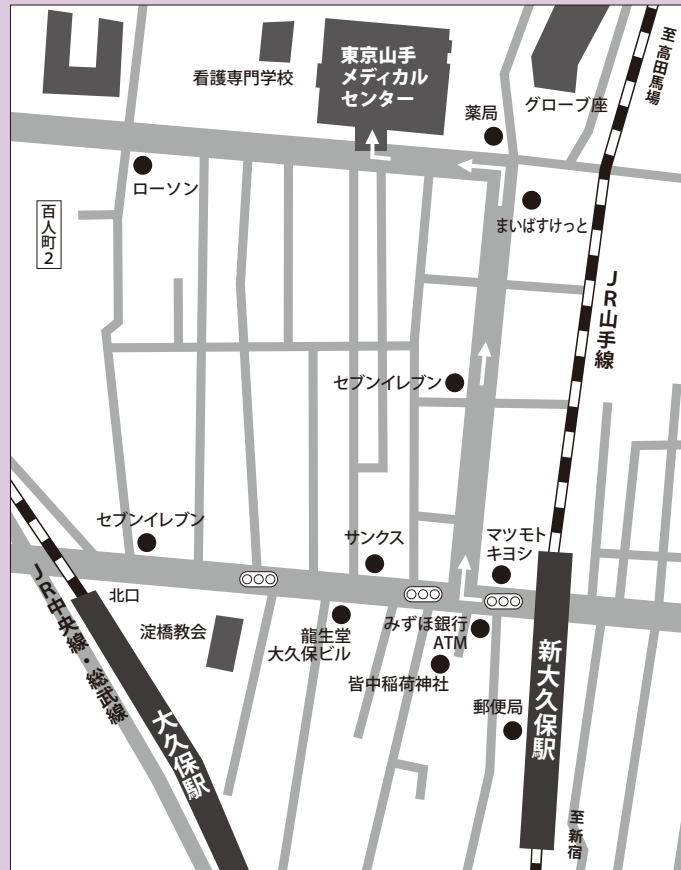 至 高田馬場
東京山手
メディカル
センター
看護専門学校
グローブ座
薬局
ローソン
まいばすけっと
百人町2
JR山手線
セブンイレブン
セブンイレブン
サンクス
マツモト
キヨシ
北口
JR中央線・総武線
淀橋教会
龍生堂
大久保ビル
みずほ銀行
ATM
皆中稲荷神社
新大久保駅
郵便局
大久保駅
至 新宿